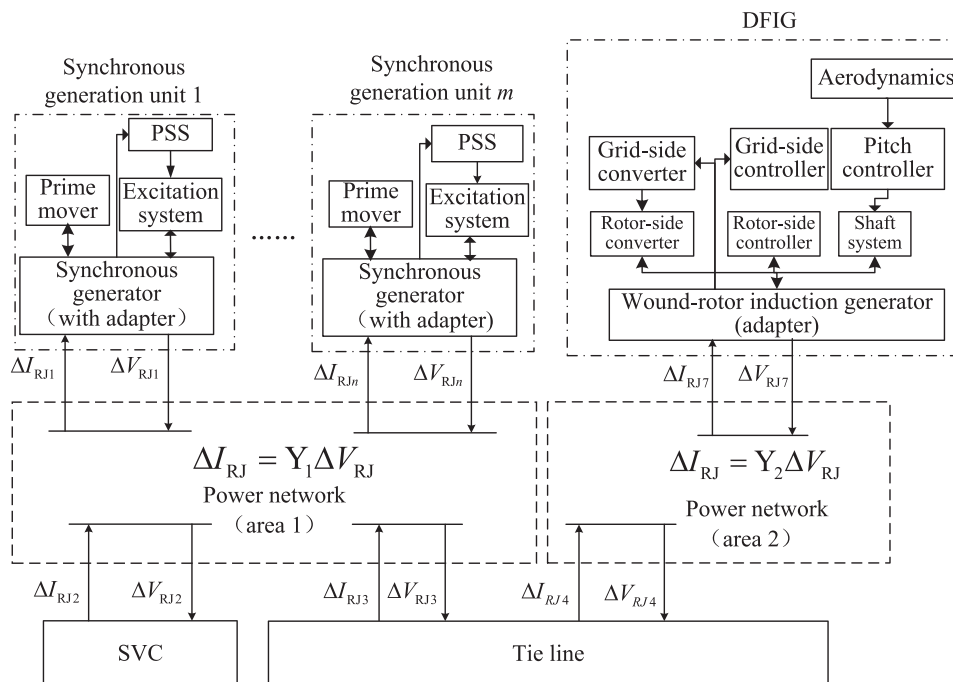 DFIG
Synchronous
generation unit 1
Synchronous
generation unit m
PSS
Prime
mover
Excitation
system
Synchronous
generator
（with adapter）
......
PSS
Prime
mover
Excitation
system
Synchronous
generator
（with adapter)
Aerodynamics
Grid-side
converter
Grid-side
controller
Pitch
controller
Rotor-side
converter
Rotor-side
controller
Shaft
system
Wound-rotor induction generator
(adapter)
ΔI_RJ1
ΔV_RJ1
ΔI_RJn
ΔV_RJn
ΔI_RJ7
ΔV_RJ7
ΔI_RJ = Y_1ΔV_RJ
Power network
（area 1）
ΔI_RJ = Y_2ΔV_RJ
Power network
（area 2）
ΔI_RJ2
ΔV_RJ2
ΔI_RJ3
ΔV_RJ3
ΔI_RJ4
ΔV_RJ4
SVC
Tie line